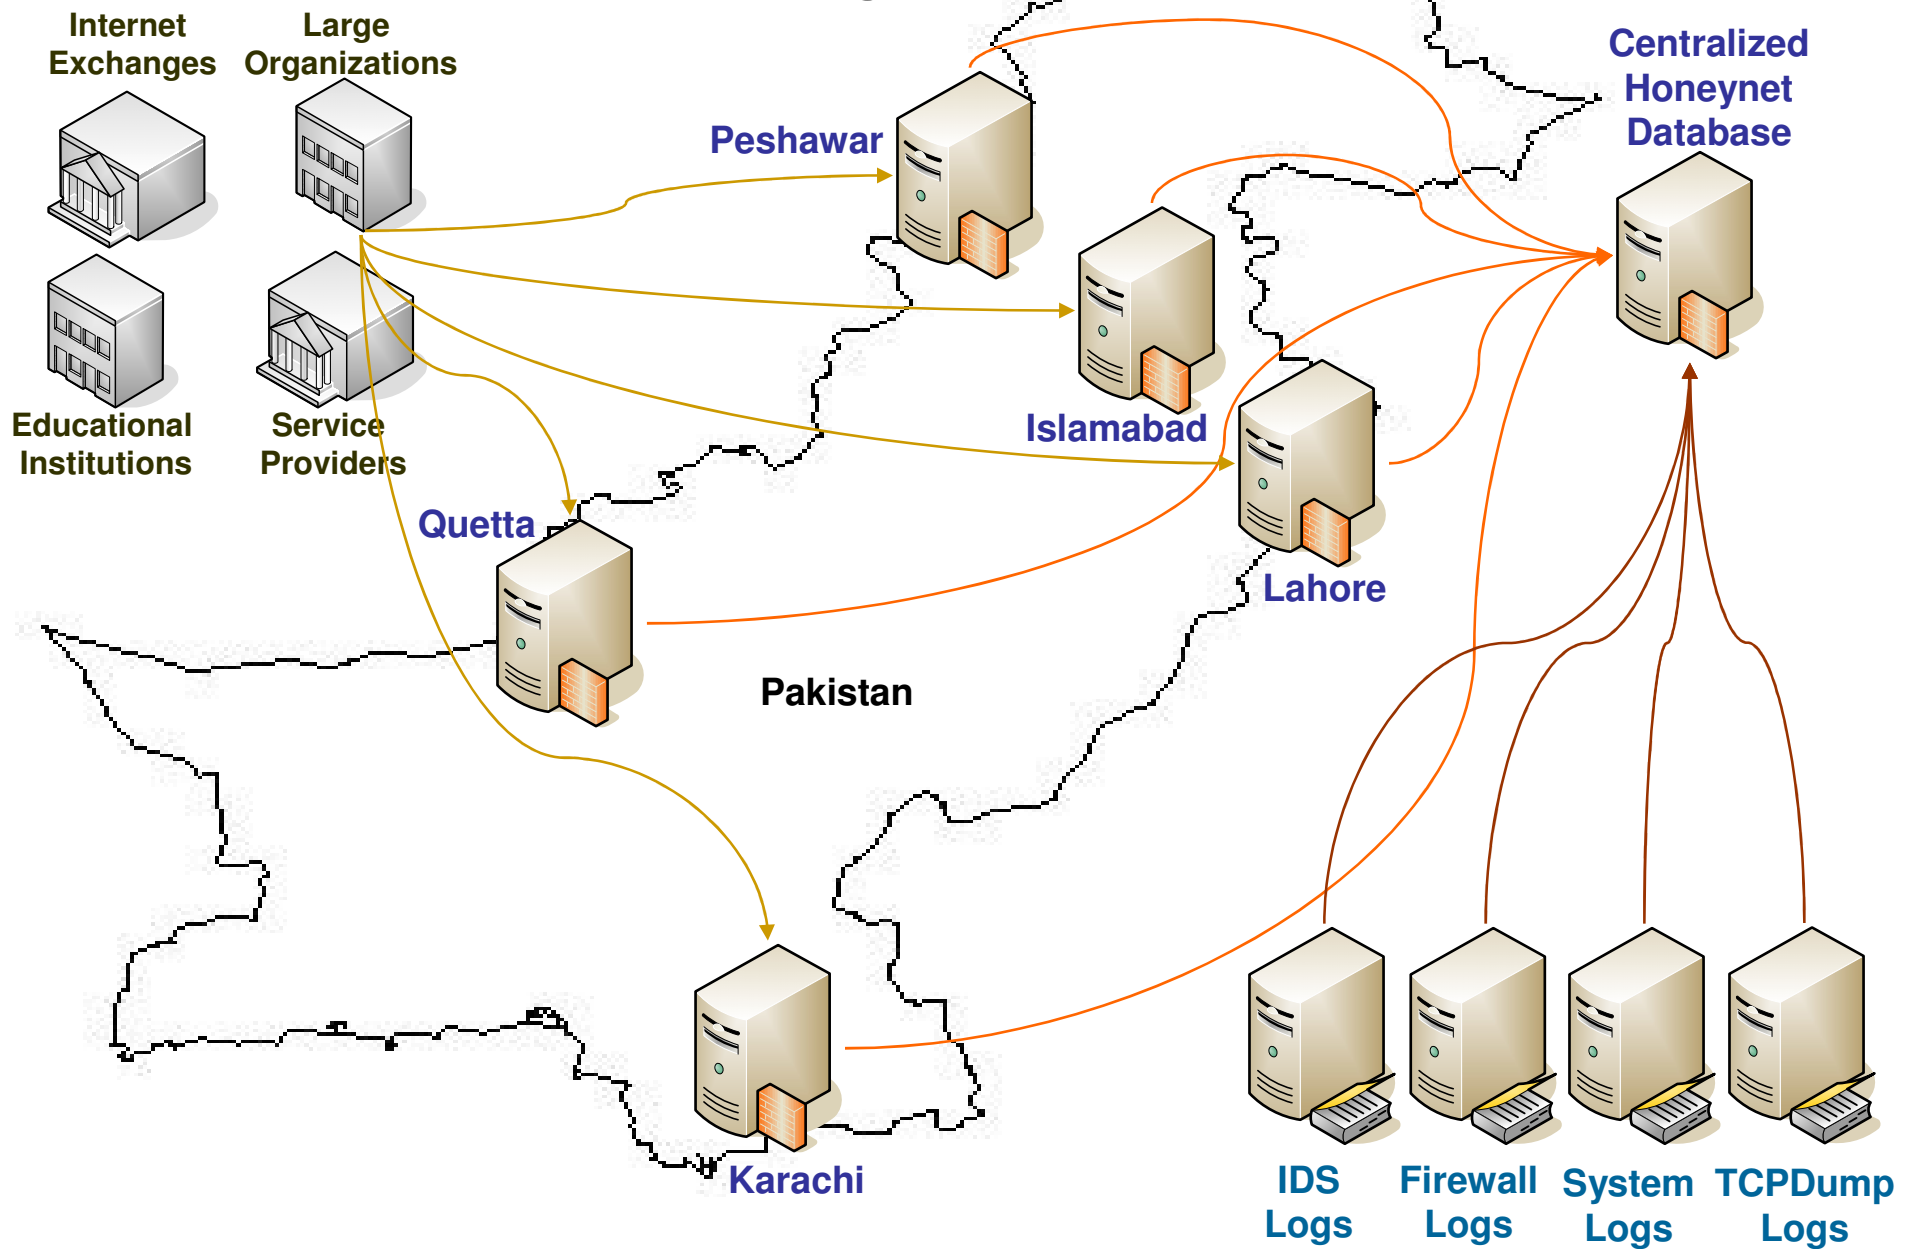 Internet
Exchanges
Large
Organizations
Centralized
Honeynet
Database
Peshawar
Educational
Institutions
Service
Providers
Islamabad
Quetta
Lahore
Pakistan
Karachi
IDS
Logs
Firewall
Logs
System
Logs
TCPDump
Logs